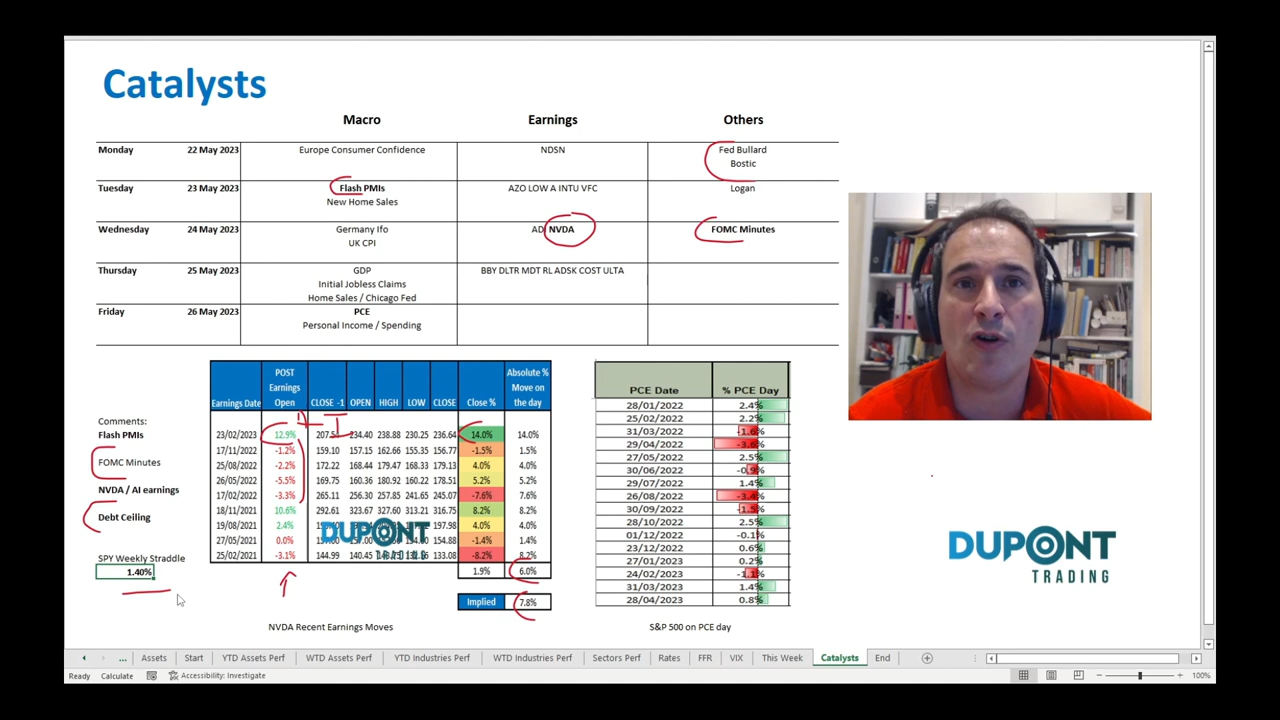 Catalysts
Macro Earnings Others
Monday 22 May 2023 Europe Consumer Confidence NDSN Fed Bullard
Bostic
Tuesday 23 May 2023 Flash PMIs AZO LOW A INTU VFC Logan
New Home Sales
Wednesday 24 May 2023 Germany Ifo NVDA FOMC Minutes
UK CPI
Thursday 25 May 2023 GDP BBY DLTR MDT RL ADSK COST ULTA
Initial Jobless Claims
Home Sales / Chicago Fed
Friday 26 May 2023 PCE
Personal Income / Spending
Comments:
Flash PMIs
FOMC Minutes
NVDA / AI earnings
Debt Ceiling
SPY Weekly Straddle
1.40%
Earnings Date POST Earnings Open CLOSE -1 OPEN HIGH LOW CLOSE Close % Absolute % Move on the day
23/02/2023 12.9% 234.40 238.88 230.25 236.64 14.0% 14.0%
17/11/2022 -1.2% 159.10 157.15 162.66 155.35 156.77 -1.5% 1.5%
25/08/2022 -2.2% 172.22 168.44 179.47 168.33 179.13 4.0% 4.0%
26/05/2022 -5.5% 169.75 160.36 180.92 160.22 178.51 5.2% 5.2%
17/02/2022 -3.3% 265.11 256.30 257.85 241.65 245.07 -7.6% 7.6%
18/11/2021 10.6% 292.61 323.67 327.60 313.21 316.75 8.2% 8.2%
19/08/2021 2.4% 197.98 4.0% 4.0%
27/05/2021 0.0% 154.88 -1.4% 1.4%
25/02/2021 -3.1% 144.99 140.45 133.08 -8.2% 8.2%
1.9% 6.0%
Implied 7.8%
NVDA Recent Earnings Moves
DUPONT
PCE Date % PCE Day
28/01/2022 2.4%
25/02/2022 2.2%
31/03/2022 -1.6%
29/04/2022 -3.6%
27/05/2022 2.5%
30/06/2022 -0.9%
29/07/2022 1.4%
26/08/2022 -3.4%
30/09/2022 -1.5%
28/10/2022 2.5%
01/12/2022 -0.1%
23/12/2022 0.6%
27/01/2023 0.2%
24/02/2023 -1.1%
31/03/2023 1.4%
28/04/2023 0.8%
S&P 500 on PCE day
DUPONT
TRADING
... Assets Start YTD Assets Perf WTD Assets Perf YTD Industries Perf WTD Industries Perf Sectors Perf Rates FFR VIX This Week Catalysts End
Ready Calculate Accessibility: Investigate 100%